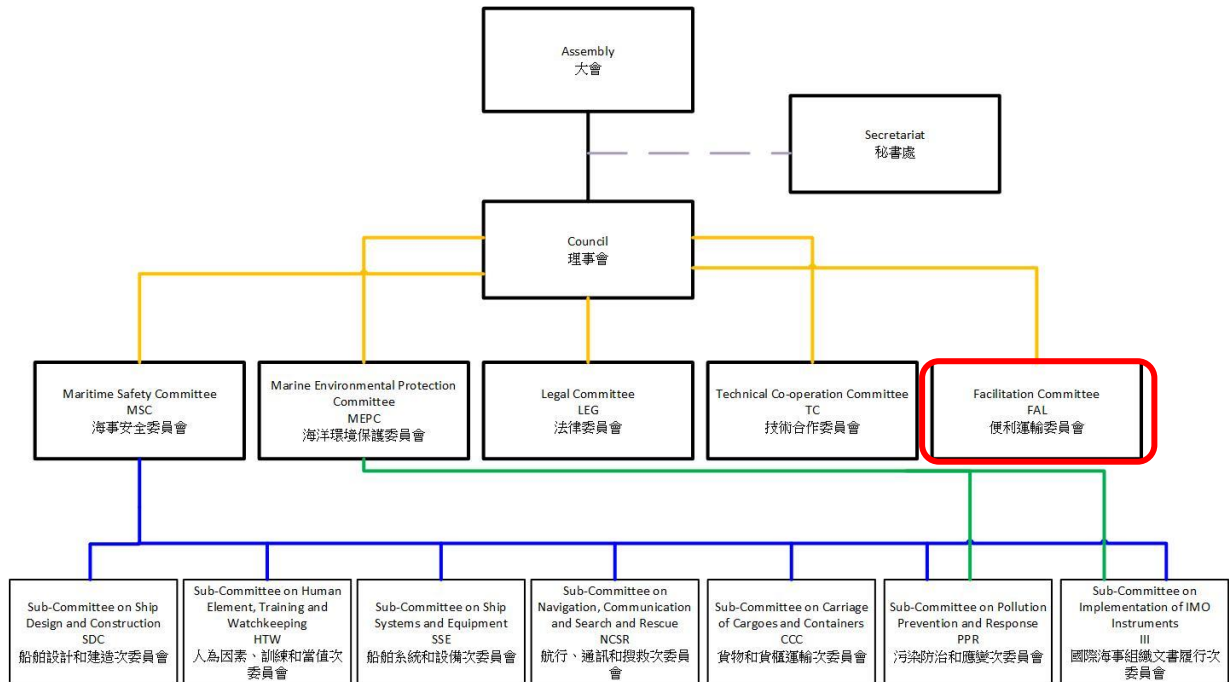 Assembly
大會
Secretariat
秘書處
Council
理事會
Maritime Safety Committee
MSC
海事安全委員會
Marine Environmental Protection
Committee
MEPC
海洋環境保護委員會
Legal Committee
LEG
法律委員會
Technical Co-operation Committee
TC
技術合作委員會
Facilitation Committee
FAL
便利運輸委員會
Sub-Committee on Ship
Design and Construction
SDC
船舶設計和建造次委員會
Sub-Committee on Human
Element, Training and
Watchkeeping
HTW
人為因素、訓練和當值次
委員會
Sub-Committee on Ship
Systems and Equipment
SSE
船舶系統和設備次委員會
Sub-Committee on
Navigation, Communication
and Search and Rescue
NCSR
航行、通訊和搜救次委員
會
Sub-Committee on Carriage
of Cargoes and Containers
CCC
貨物和貨櫃運輸次委員會
Sub-Committee on Pollution
Prevention and Response
PPR
污染防治和應變次委員會
Sub-Committee on
Implementation of IMO
Instruments
III
國際海事組織文書履行次
委員會